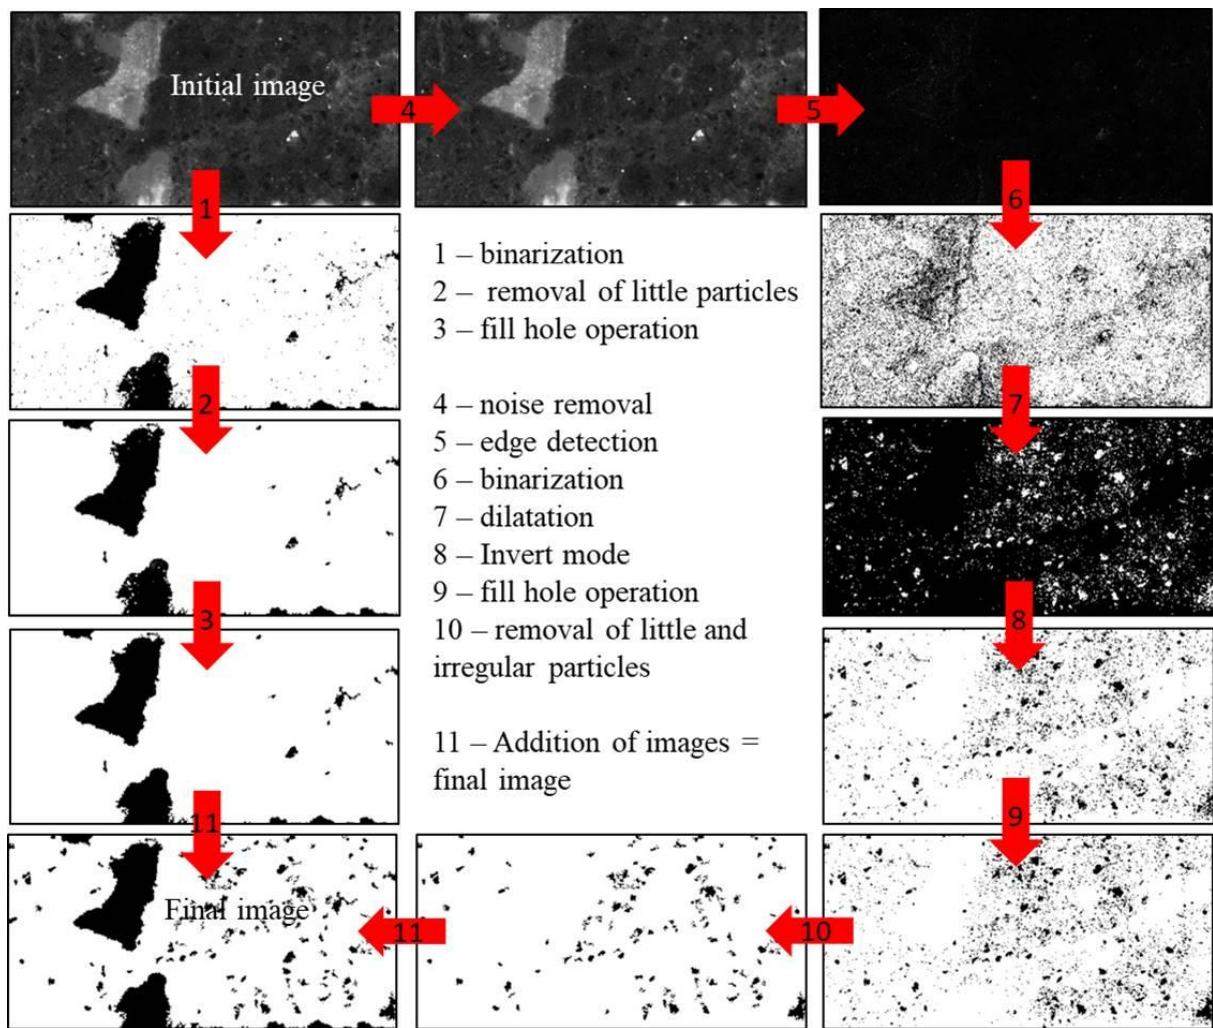 Initial image
4
5
1
6
1 – binarization
2 – removal of little particles
3 – fill hole operation
4 – noise removal
5 – edge detection
6 – binarization
7 – dilatation
8 – Invert mode
9 – fill hole operation
10 – removal of little and
irregular particles
11 – Addition of images =
final image
2
7
3
8
11
9
Final image
11
10